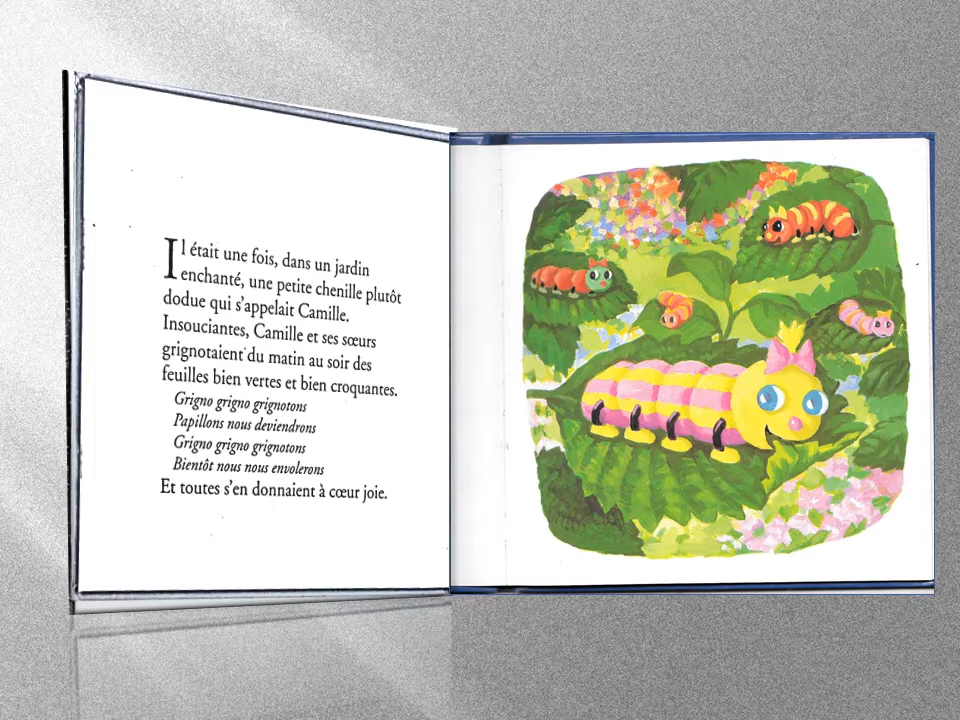 Il était une fois, dans un jardin
enchanté, une petite chenille plutôt
dodue qui s'appelait Camille.
Insouciantes, Camille et ses sœurs
grignotaient du matin au soir des
feuilles bien vertes et bien croquantes.
Grigno grigno grignotons
Papillons nous deviendrons
Grigno grigno grignotons
Bientôt nous nous envolerons
Et toutes s'en donnaient à cœur joie.